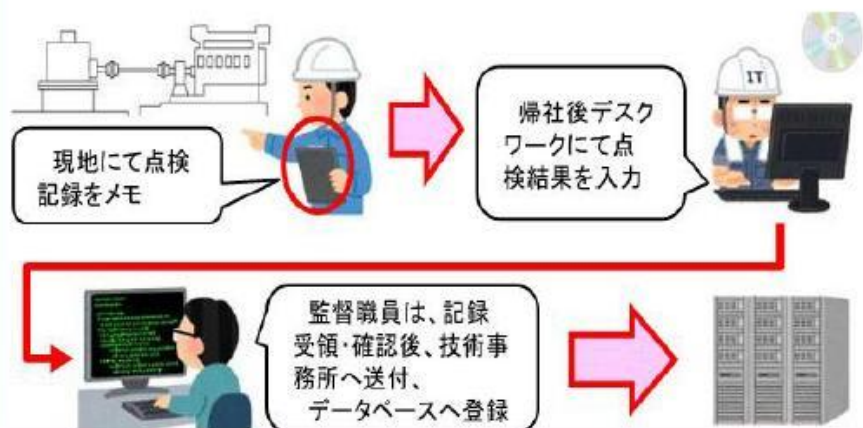 現地にて点検
記録をメモ
帰社後デスク
ワークにて点
検結果を入力
IT
監督職員は、記録
受領・確認後、技術事
務所へ送付、
データベースへ登録